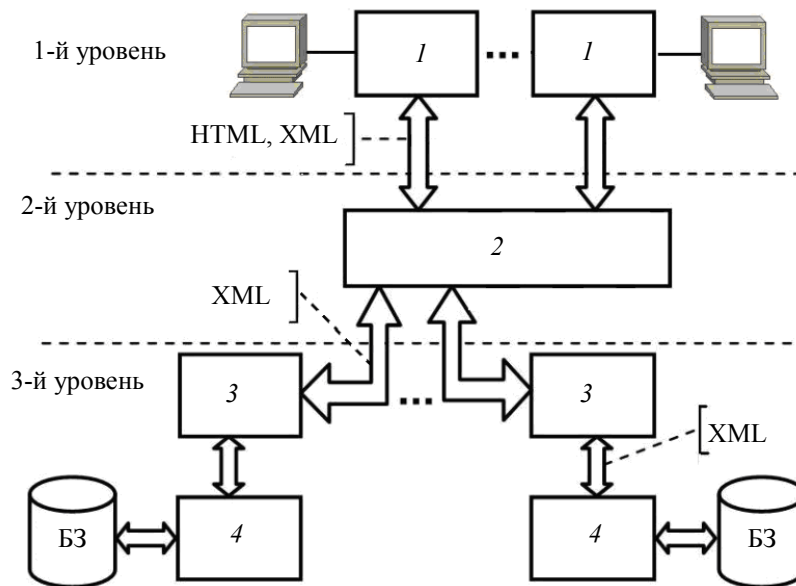 1-й уровень
1
...
1
HTML, XML
2-й уровень
2
XML
3-й уровень
3
...
3
XML
БЗ
4
4
БЗ